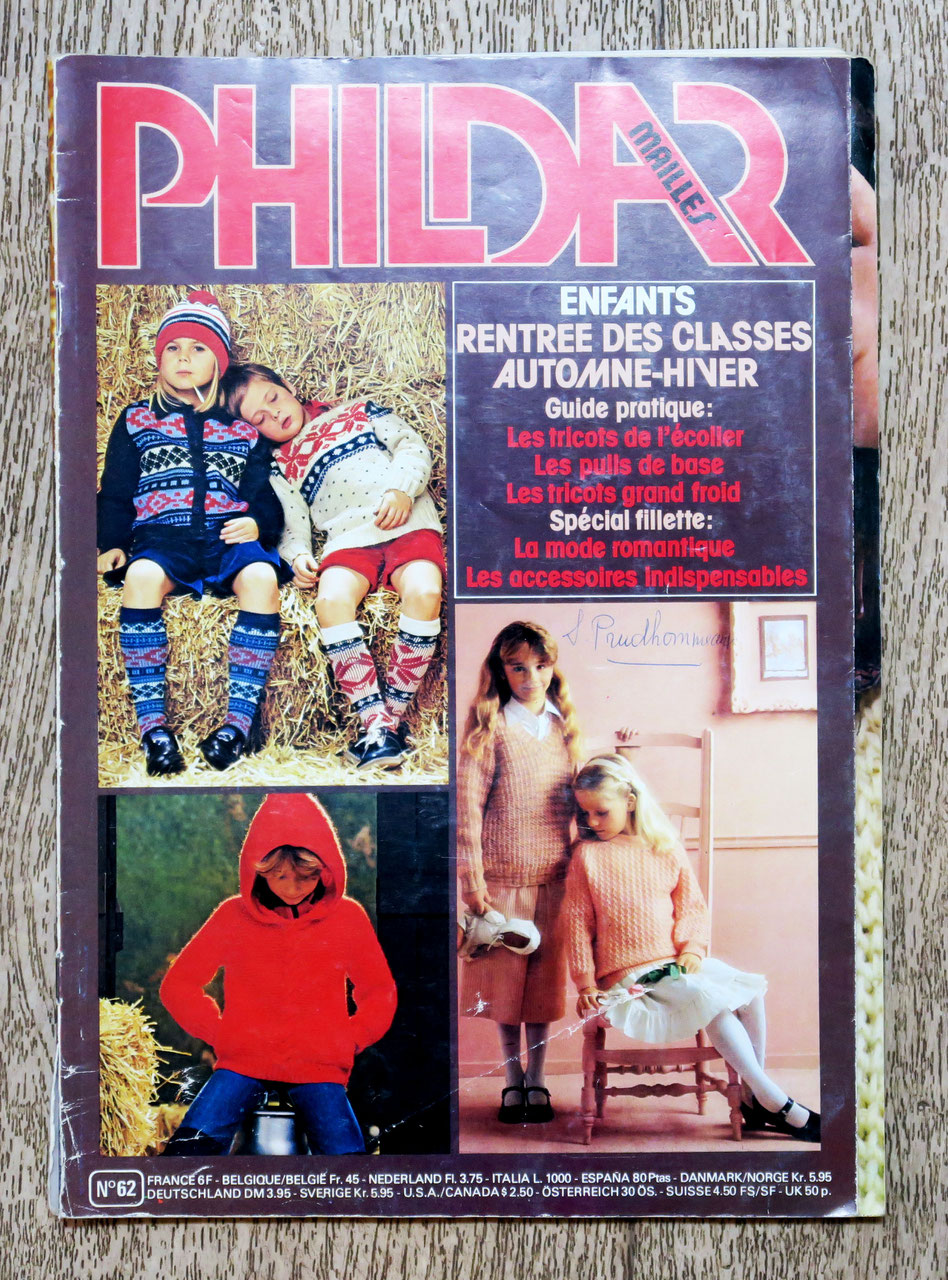 PHILDAR
MAILLES
ENFANTS
RENTREE DES CLASSES
AUTOMNE-HIVER
Guide pratique:
Les tricots de l'écolier
Les pulls de base
Les tricots grand froid
Spécial fillette:
La mode romantique
Les accessoires indispensables
S Prudhommeaux
N° 62
FRANCE 6F - BELGIQUE/BELGIË Fr. 45 - NEDERLAND Fl. 3.75 - ITALIA L. 1000 - ESPAÑA 80 Ptas - DANMARK/NORGE Kr. 5.95
DEUTSCHLAND DM 3.95 - SVERIGE Kr. 5.95 - U.S.A./CANADA $ 2.50 - ÖSTERREICH 30 ÖS. - SUISSE 4.50 FS/SF - UK 50 p.